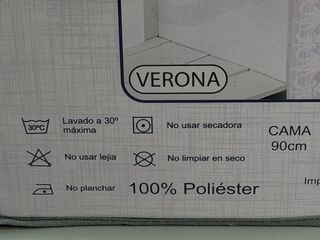 VERONA
30ºC
Lavado a 30º
máxima
No usar secadora
CAMA
90cm
No usar lejía
No limpiar en seco
No planchar
100% Poliéster